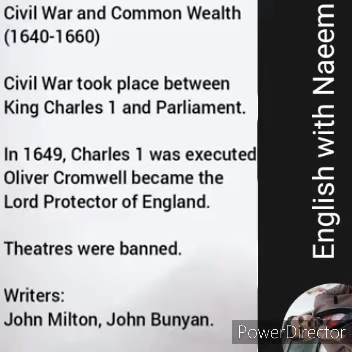 Civil War and Common Wealth
(1640-1660)
Civil War took place between
King Charles 1 and Parliament.
In 1649, Charles 1 was executed
Oliver Cromwell became the
Lord Protector of England.
Theatres were banned.
Writers:
John Milton, John Bunyan.
English with Naeem
PowerDirector